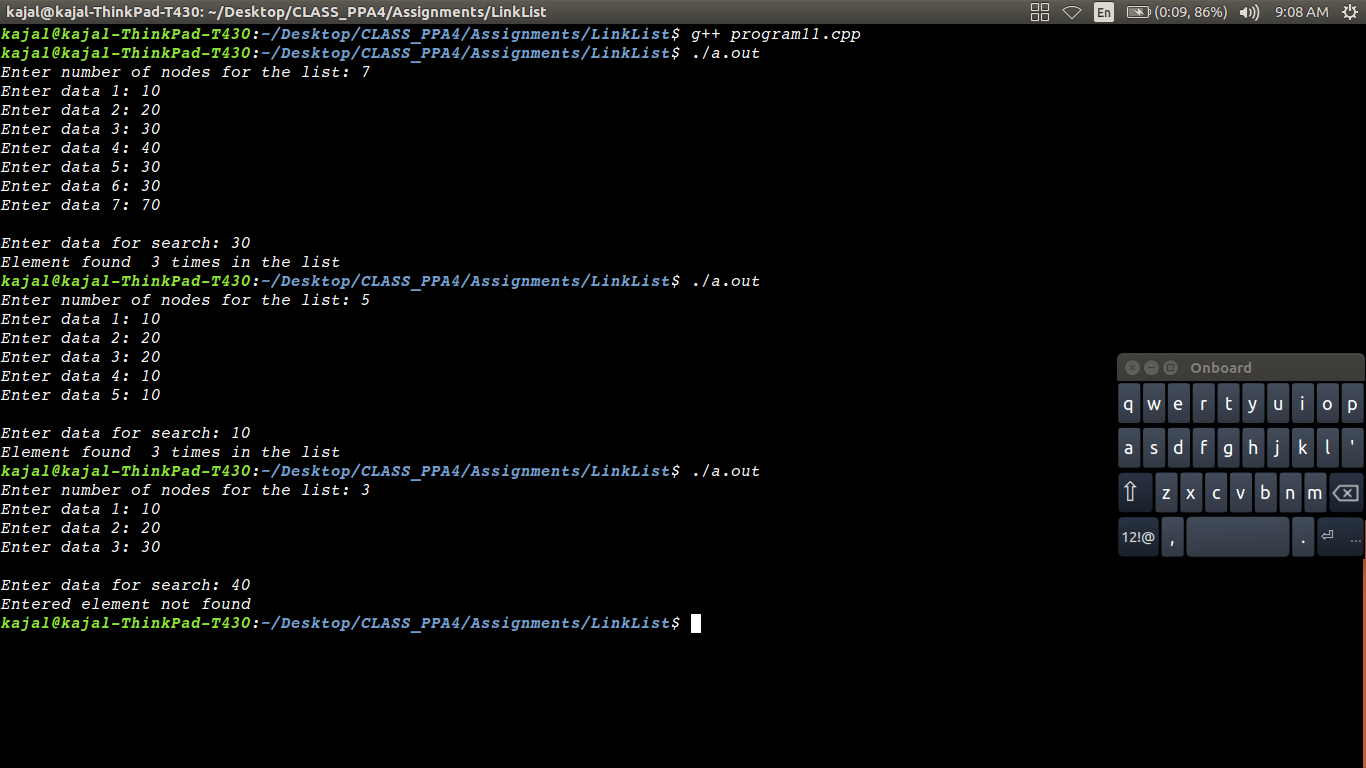 kajal@kajal-ThinkPad-T430: ~/Desktop/CLASS_PPA4/Assignments/LinkList En (0:09, 86%) 9:08 AM
kajal@kajal-ThinkPad-T430:~/Desktop/CLASS_PPA4/Assignments/LinkList$ g++ program11.cpp
kajal@kajal-ThinkPad-T430:~/Desktop/CLASS_PPA4/Assignments/LinkList$ ./a.out
Enter number of nodes for the list: 7
Enter data 1: 10
Enter data 2: 20
Enter data 3: 30
Enter data 4: 40
Enter data 5: 30
Enter data 6: 30
Enter data 7: 70
Enter data for search: 30
Element found  3 times in the list
kajal@kajal-ThinkPad-T430:~/Desktop/CLASS_PPA4/Assignments/LinkList$ ./a.out
Enter number of nodes for the list: 5
Enter data 1: 10
Enter data 2: 20
Enter data 3: 20
Enter data 4: 10
Enter data 5: 10
Enter data for search: 10
Element found  3 times in the list
kajal@kajal-ThinkPad-T430:~/Desktop/CLASS_PPA4/Assignments/LinkList$ ./a.out
Enter number of nodes for the list: 3
Enter data 1: 10
Enter data 2: 20
Enter data 3: 30
Enter data for search: 40
Entered element not found
kajal@kajal-ThinkPad-T430:~/Desktop/CLASS_PPA4/Assignments/LinkList$
Onboard
q w e r t y u i o p
a s d f g h j k l '
⇧ z x c v b n m ⌫
12!@ , . ⏎ ...